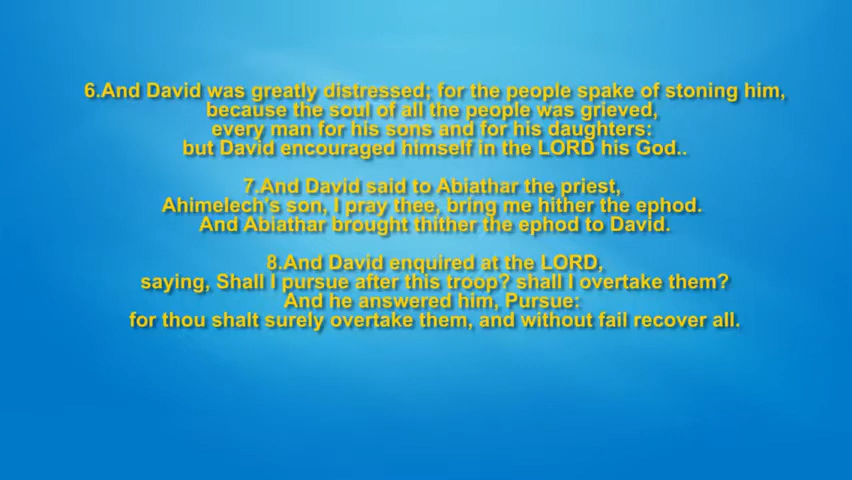 6.And David was greatly distressed; for the people spake of stoning him,
because the soul of all the people was grieved,
every man for his sons and for his daughters:
but David encouraged himself in the LORD his God..
7.And David said to Abiathar the priest,
Ahimelech's son, I pray thee, bring me hither the ephod.
And Abiathar brought thither the ephod to David.
8.And David enquired at the LORD,
saying, Shall I pursue after this troop? shall I overtake them?
And he answered him, Pursue:
for thou shalt surely overtake them, and without fail recover all.